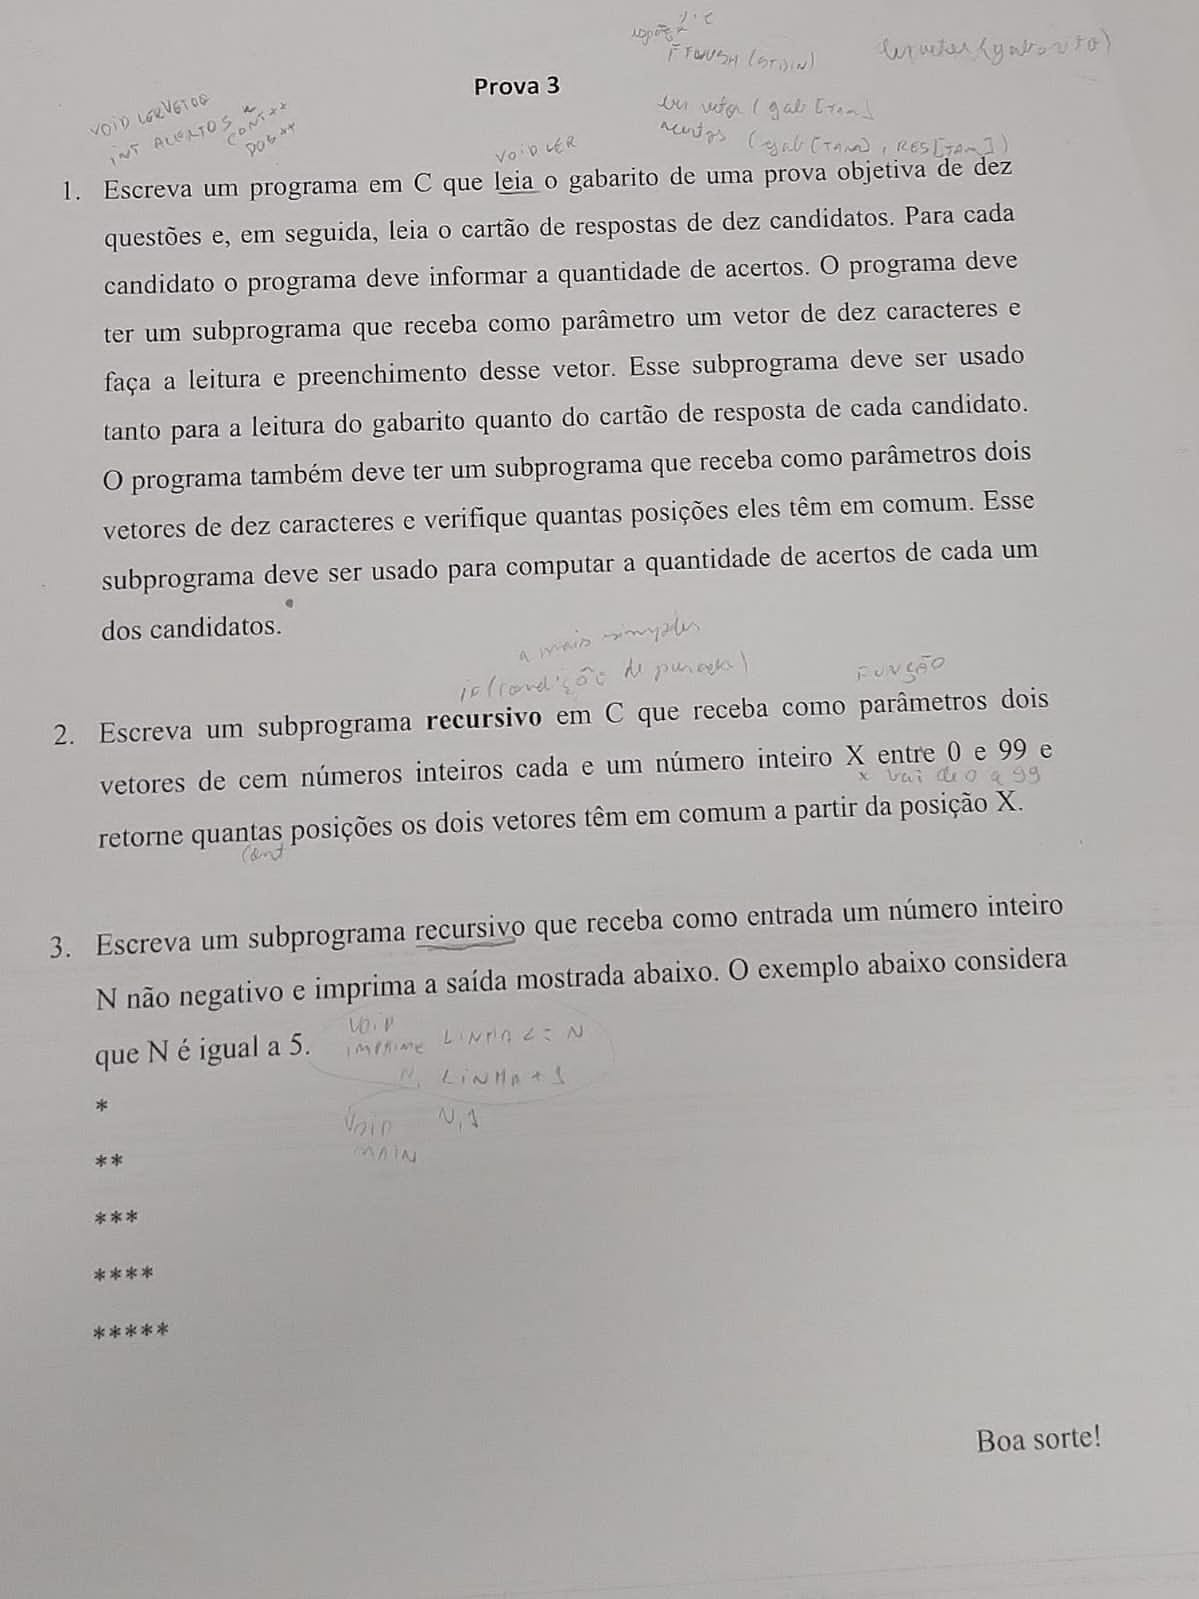 FFLUSH (STDIN)
Prova 3
VOID LERVETOR
INT ACERTOS
CONT++
ler vetor ( gab [TAM]
acertos (gab [TAM], RES[TAM])
VOID LER
1. Escreva um programa em C que leia o gabarito de uma prova objetiva de dez
questões e, em seguida, leia o cartão de respostas de dez candidatos. Para cada
candidato o programa deve informar a quantidade de acertos. O programa deve
ter um subprograma que receba como parâmetro um vetor de dez caracteres e
faça a leitura e preenchimento desse vetor. Esse subprograma deve ser usado
tanto para a leitura do gabarito quanto do cartão de resposta de cada candidato.
O programa também deve ter um subprograma que receba como parâmetros dois
vetores de dez caracteres e verifique quantas posições eles têm em comum. Esse
subprograma deve ser usado para computar a quantidade de acertos de cada um
dos candidatos.
a mais simples
if (condição de parada)
FUNÇÃO
2. Escreva um subprograma recursivo em C que receba como parâmetros dois
vetores de cem números inteiros cada e um número inteiro X entre 0 e 99 e
x vai de 0 a 99
retorne quantas posições os dois vetores têm em comum a partir da posição X.
Cont
3. Escreva um subprograma recursivo que receba como entrada um número inteiro
N não negativo e imprima a saída mostrada abaixo. O exemplo abaixo considera
que N é igual a 5.
VOID
IMPRIME LINHA <= N
N, LINHA + 1
*
VOID N,1
MAIN
**
***
****
*****
Boa sorte!